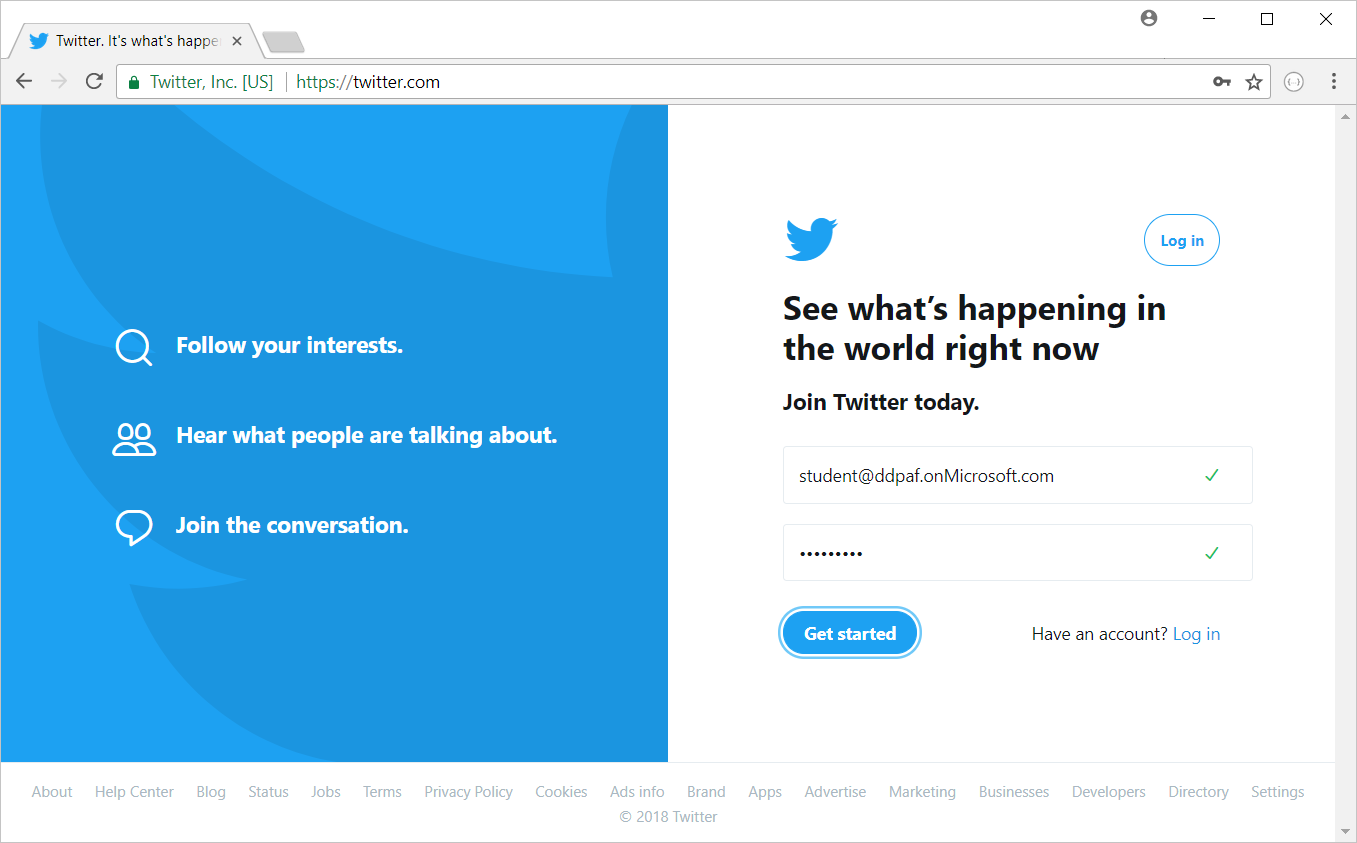 Twitter. It's what's happe
Twitter, Inc. [US] https://twitter.com
Follow your interests.
Hear what people are talking about.
Join the conversation.
Log in
See what’s happening in
the world right now
Join Twitter today.
student@ddpaf.onMicrosoft.com
•••••••••
Get started
Have an account? Log in
About Help Center Blog Status Jobs Terms Privacy Policy Cookies Ads info Brand Apps Advertise Marketing Businesses Developers Directory Settings
© 2018 Twitter